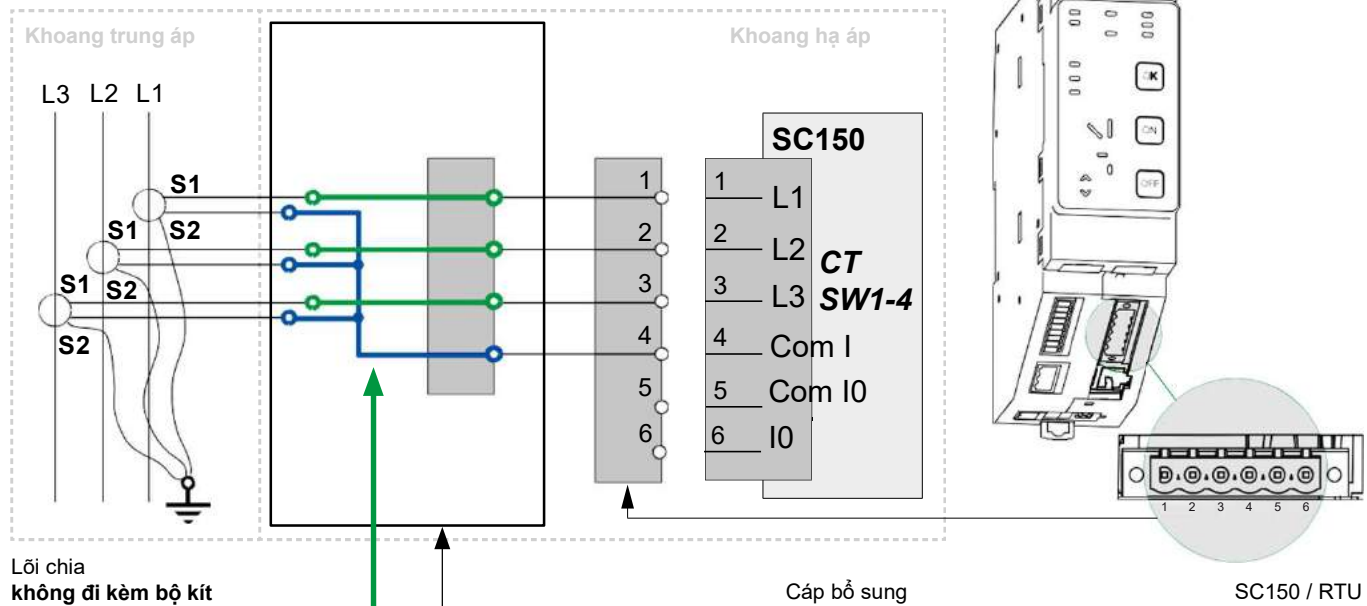 Khoang trung áp
Khoang hạ áp
L3 L2 L1
SC150
S1
S2
S1
S2
S1
S2
1
2
3
4
5
6
1 L1
2 L2
3 L3
4 Com I
5 Com I0
6 I0
CT
SW1-4
OK
ON
OFF
1 2 3 4 5 6
Lõi chia
không đi kèm bộ kít
Cáp bổ sung
SC150 / RTU